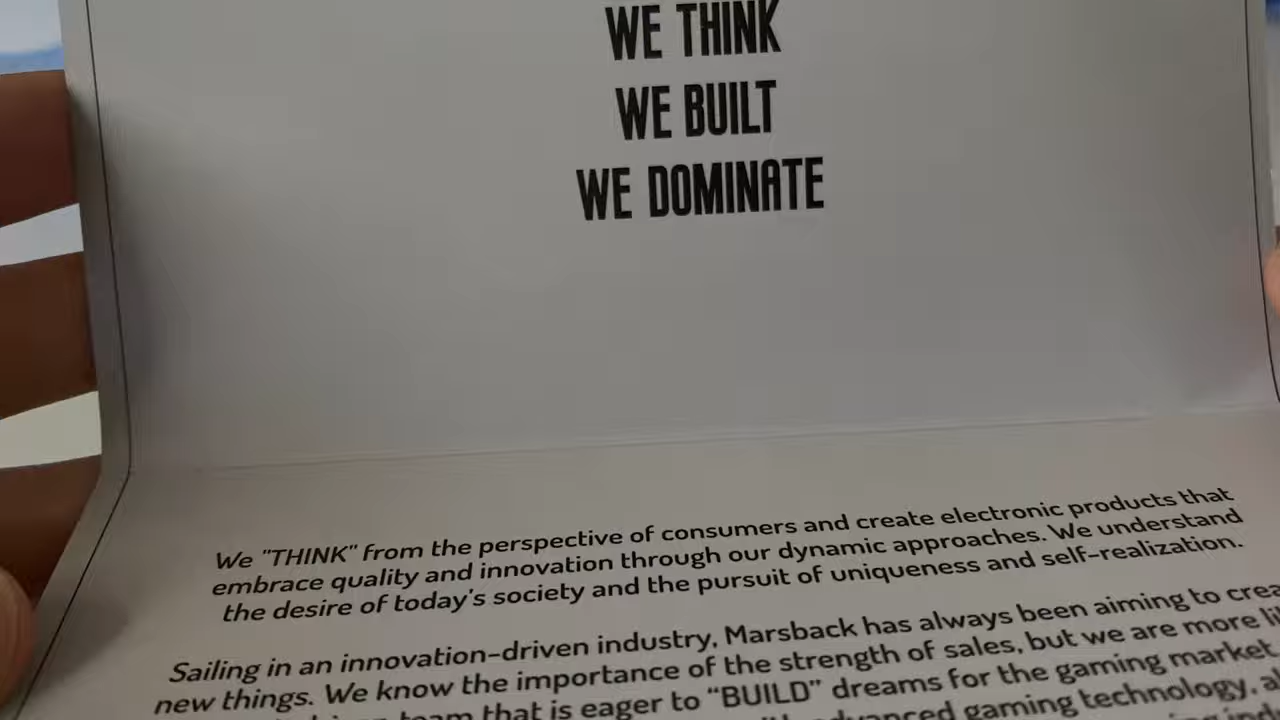 WE THINK
WE BUILT
WE DOMINATE
We "THINK" from the perspective of consumers and create electronic products that
embrace quality and innovation through our dynamic approaches. We understand
the desire of today's society and the pursuit of uniqueness and self-realization.
Sailing in an innovation-driven industry, Marsback has always been aiming to
new things. We know the importance of the strength of sales, but we are more
team that is eager to “BUILD” dreams for the gaming market
advanced gaming technology,